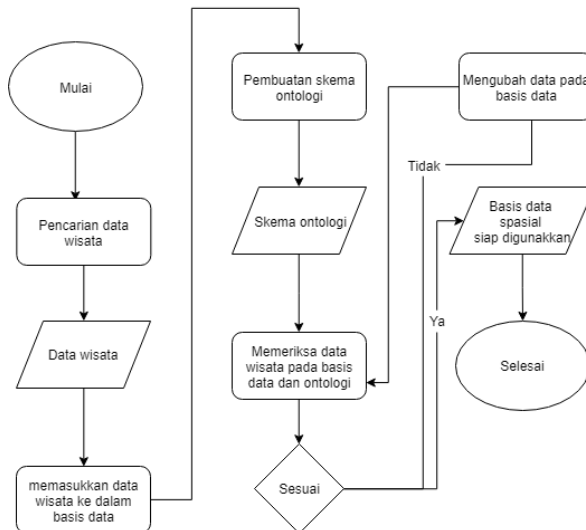 Mulai
Pencarian data
wisata
Data wisata
memasukkan data
wisata ke dalam
basis data
Pembuatan skema
ontologi
Skema ontologi
Memeriksa data
wisata pada basis
data dan ontologi
Sesuai
Tidak
Mengubah data pada
basis data
Ya
Basis data
spasial
siap digunakkan
Selesai